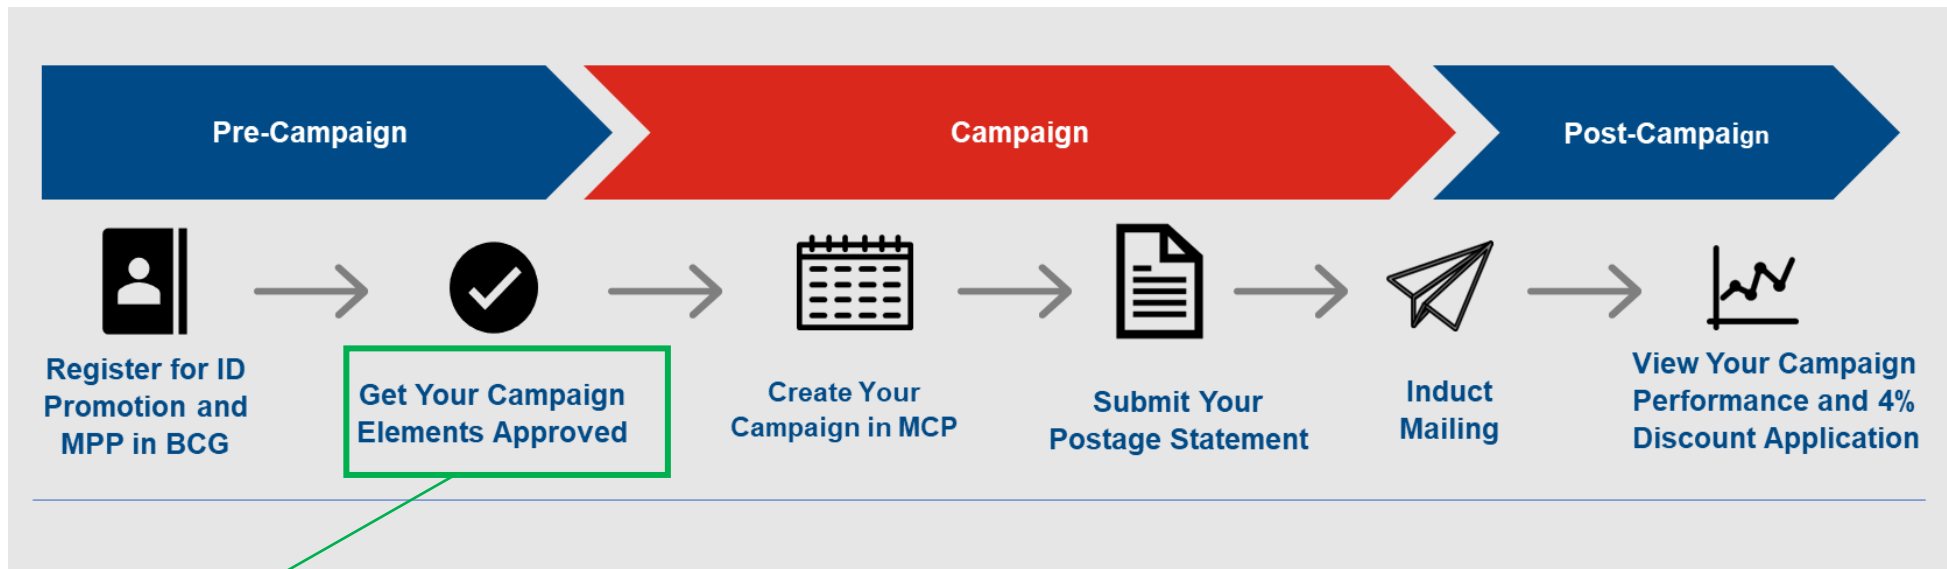 Pre-Campaign
Campaign
Post-Campaign
Register for ID
Promotion and
MPP in BCG
Get Your Campaign
Elements Approved
Create Your
Campaign in MCP
Submit Your
Postage Statement
Induct
Mailing
View Your Campaign
Performance and 4%
Discount Application